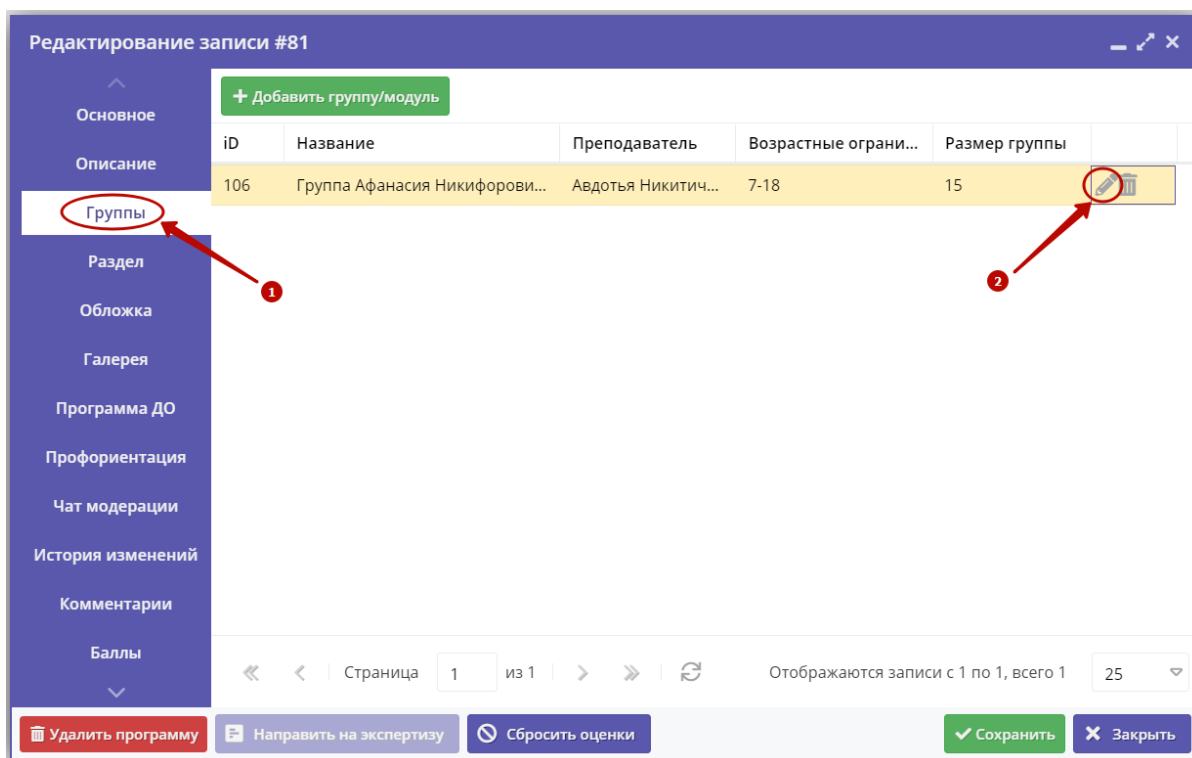 Редактирование записи #81
Основное
Описание
Группы
Раздел
Обложка
Галерея
Программа ДО
Профориентация
Чат модерации
История изменений
Комментарии
Баллы
+ Добавить группу/модуль
iD Название Преподаватель Возрастные ограни... Размер группы
106 Группа Афанасия Никифорови... Авдотья Никитич... 7-18 15
1
2
Страница 1 из 1 Отображаются записи с 1 по 1, всего 1 25
Удалить программу Направить на экспертизу Сбросить оценки Сохранить Закрыть